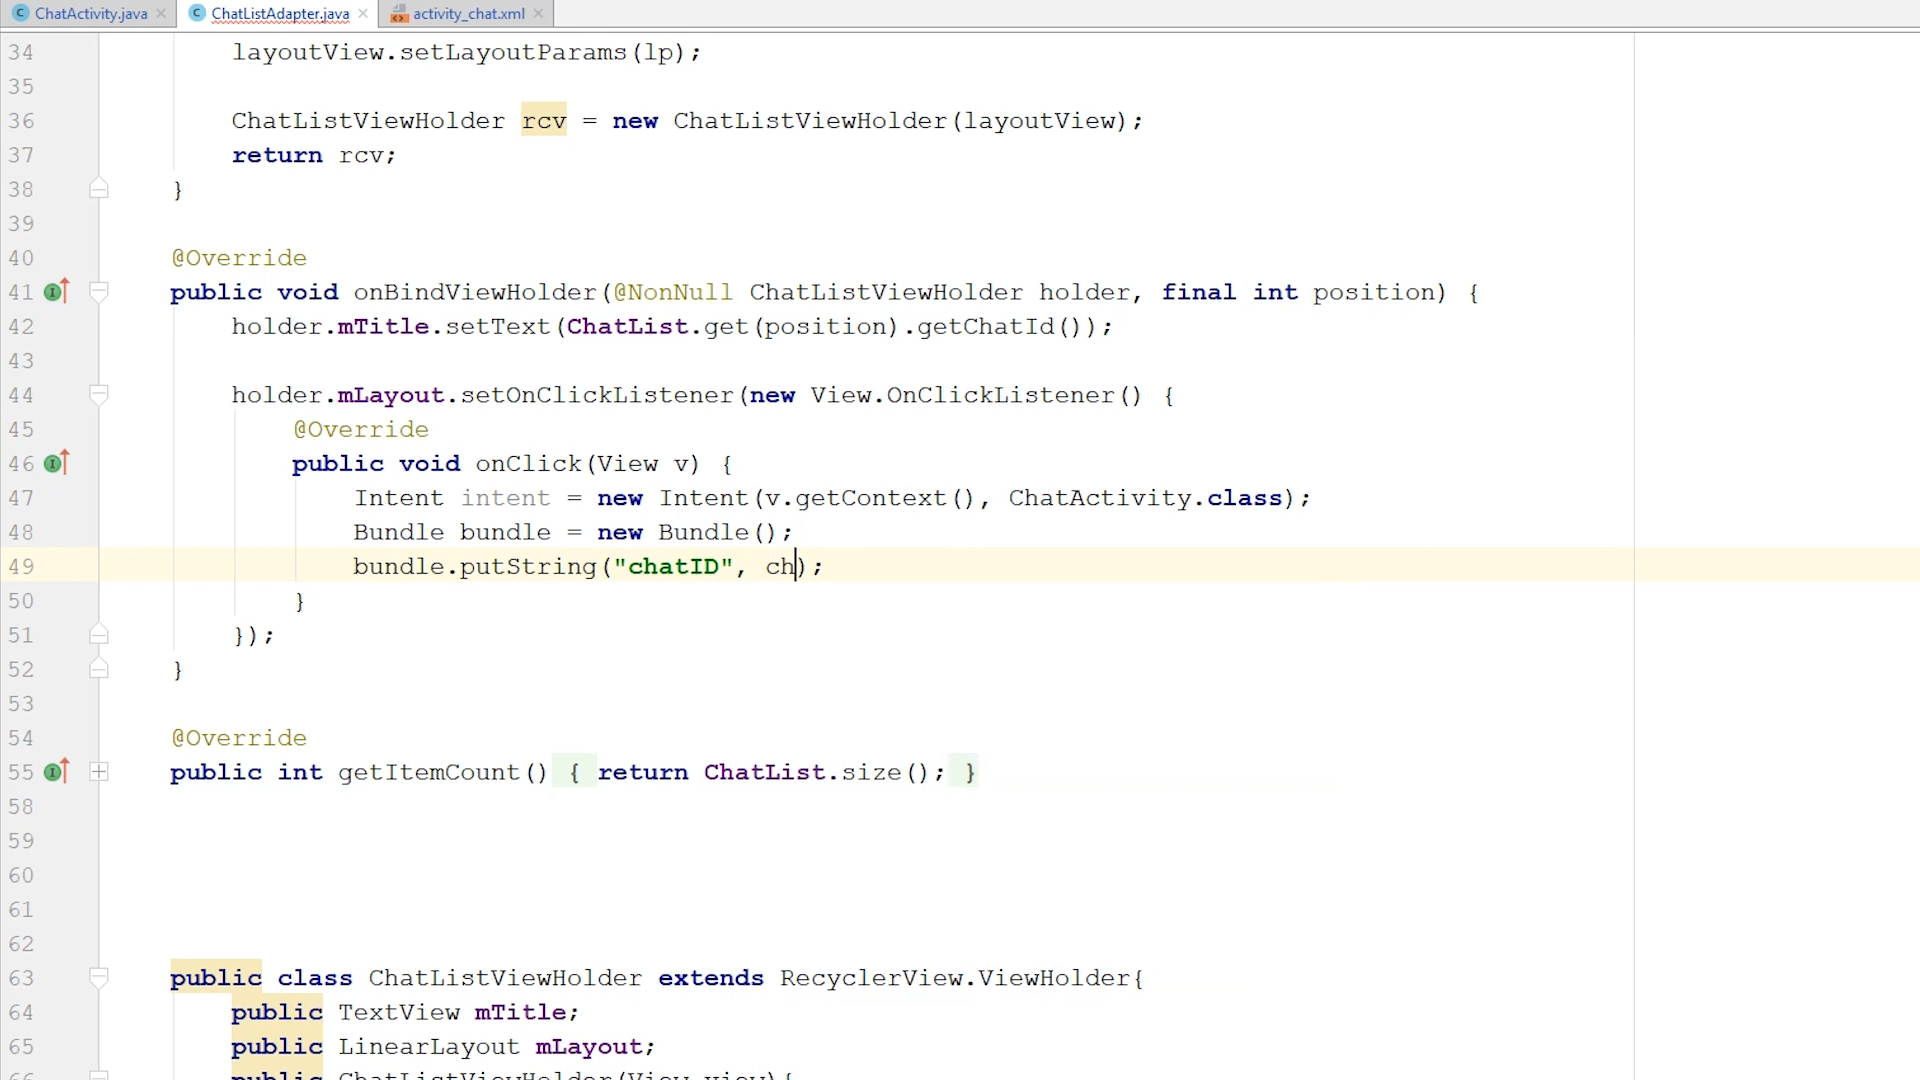 ChatActivity.java ChatListAdapter.java activity_chat.xml
34 layoutView.setLayoutParams(lp);
35
36 ChatListViewHolder rcv = new ChatListViewHolder(layoutView);
37 return rcv;
38 }
39
40 @Override
41 public void onBindViewHolder(@NonNull ChatListViewHolder holder, final int position) {
42 holder.mTitle.setText(ChatList.get(position).getChatId());
43
44 holder.mLayout.setOnClickListener(new View.OnClickListener() {
45 @Override
46 public void onClick(View v) {
47 Intent intent = new Intent(v.getContext(), ChatActivity.class);
48 Bundle bundle = new Bundle();
49 bundle.putString("chatID", ch);
50 }
51 });
52 }
53
54 @Override
55 public int getItemCount() { return ChatList.size(); }
58
59
60
61
62
63 public class ChatListViewHolder extends RecyclerView.ViewHolder{
64 public TextView mTitle;
65 public LinearLayout mLayout;
66 public ChatListViewHolder(View view){